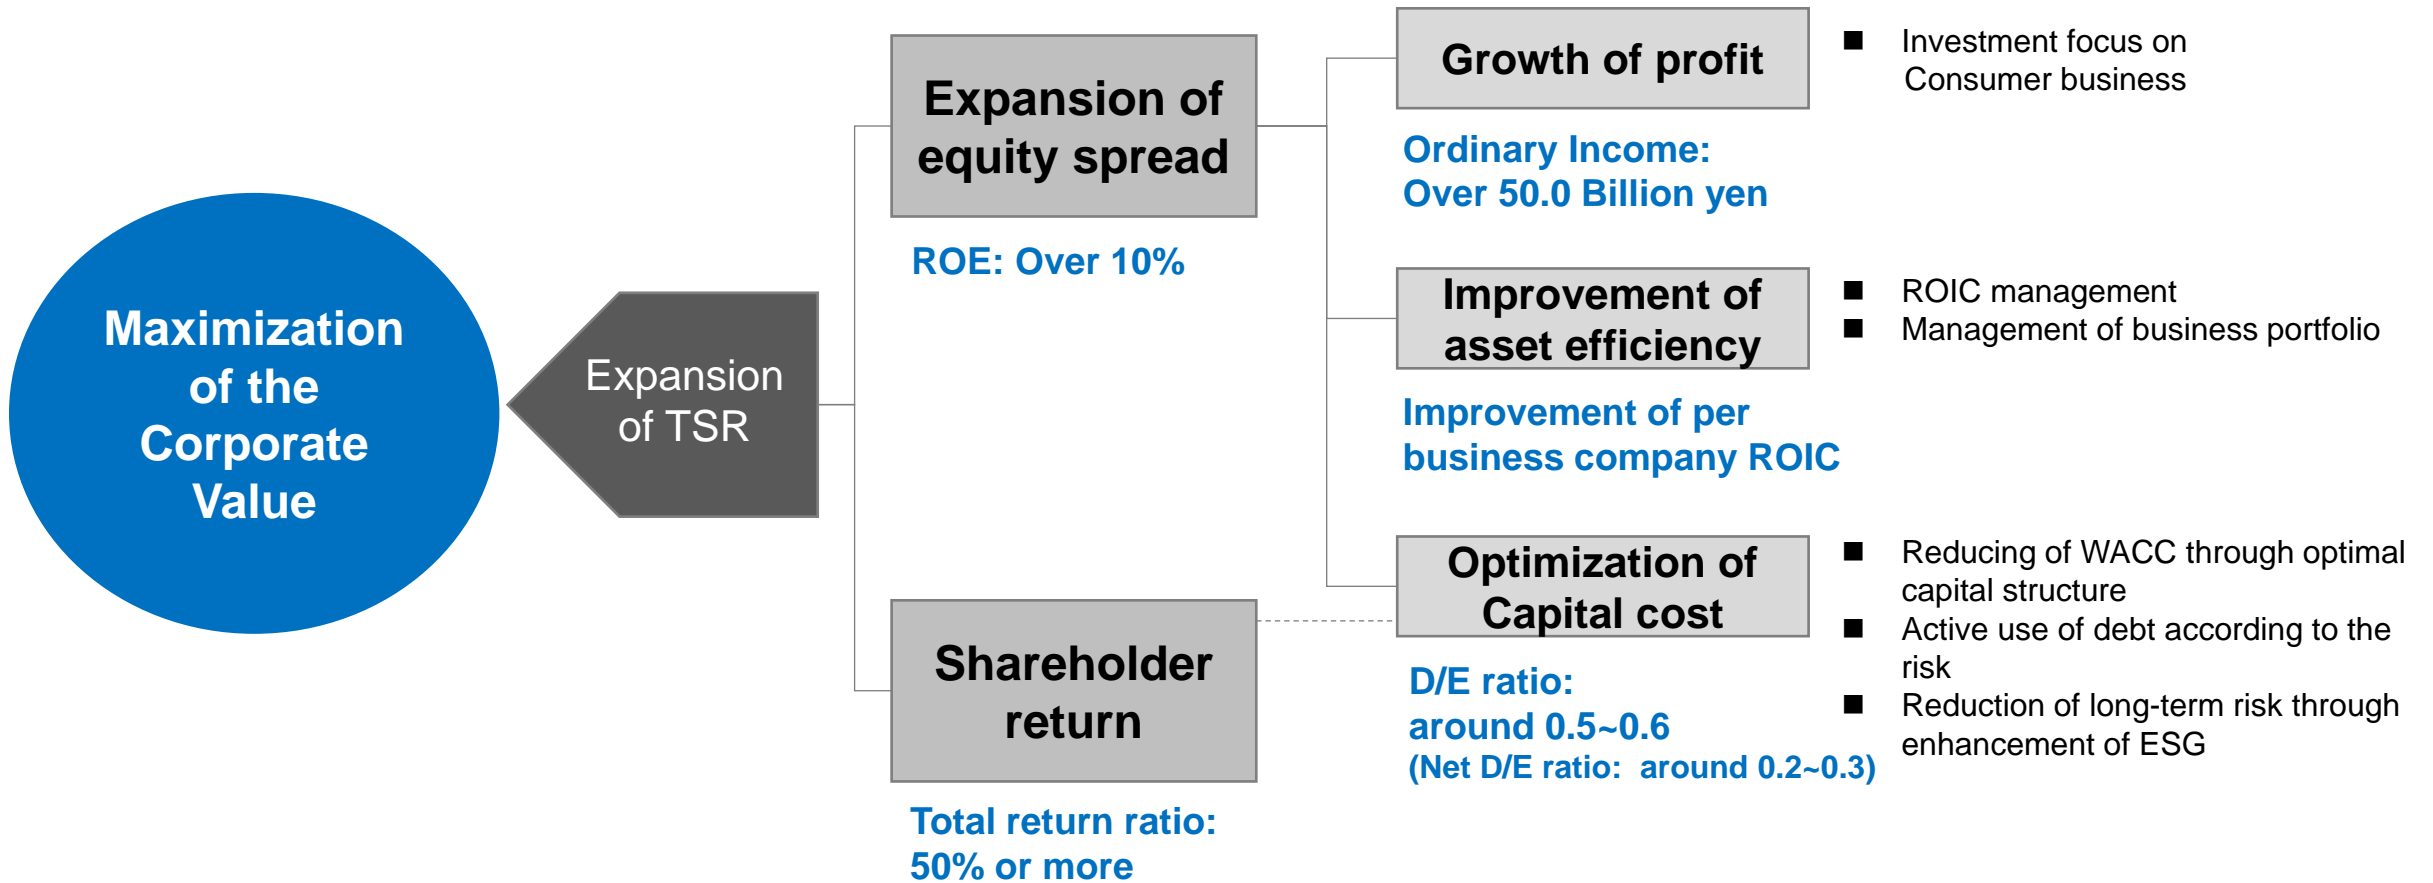 Maximization
of the
Corporate
Value
Expansion
of TSR
Expansion of
equity spread
ROE: Over 10%
Shareholder
return
Total return ratio:
50% or more
Growth of profit
Ordinary Income:
Over 50.0 Billion yen
■ Investment focus on
Consumer business
Improvement of
asset efficiency
Improvement of per
business company ROIC
■ ROIC management
■ Management of business portfolio
Optimization of
Capital cost
D/E ratio:
around 0.5~0.6
(Net D/E ratio: around 0.2~0.3)
■ Reducing of WACC through optimal
capital structure
■ Active use of debt according to the
risk
■ Reduction of long-term risk through
enhancement of ESG